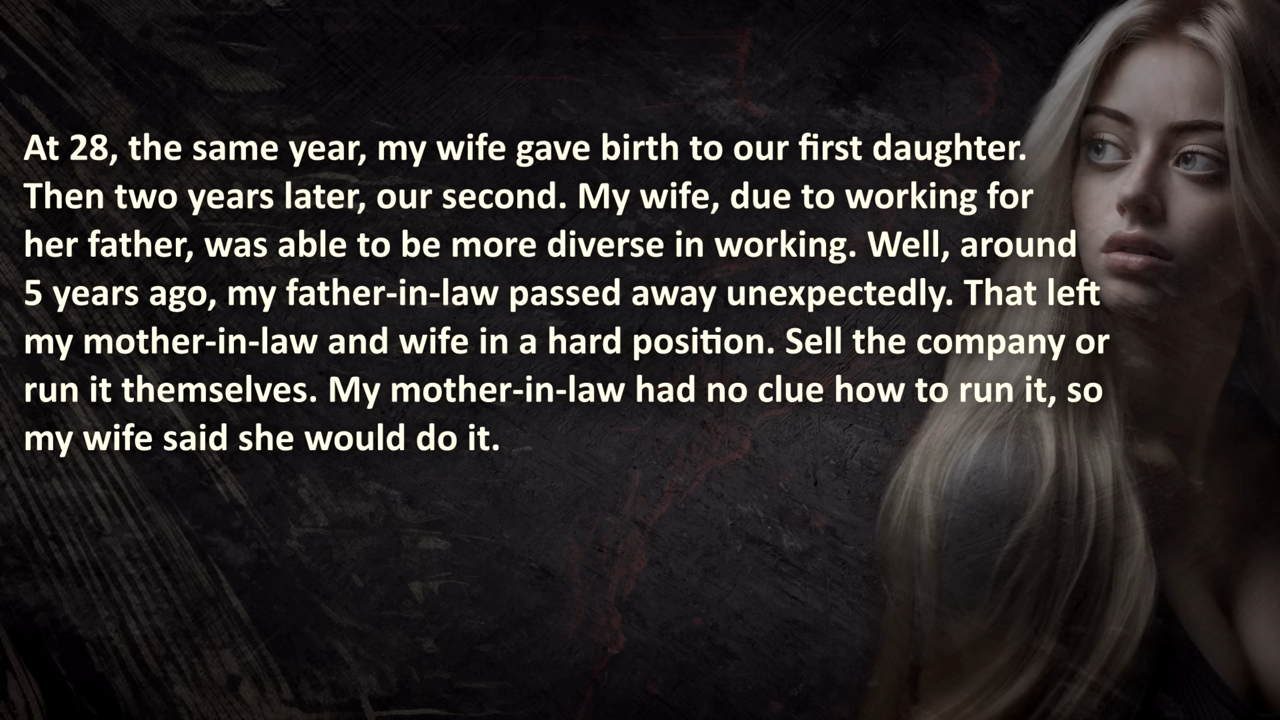 At 28, the same year, my wife gave birth to our first daughter.
Then two years later, our second. My wife, due to working for
her father, was able to be more diverse in working. Well, around
5 years ago, my father-in-law passed away unexpectedly. That left
my mother-in-law and wife in a hard position. Sell the company or
run it themselves. My mother-in-law had no clue how to run it, so
my wife said she would do it.